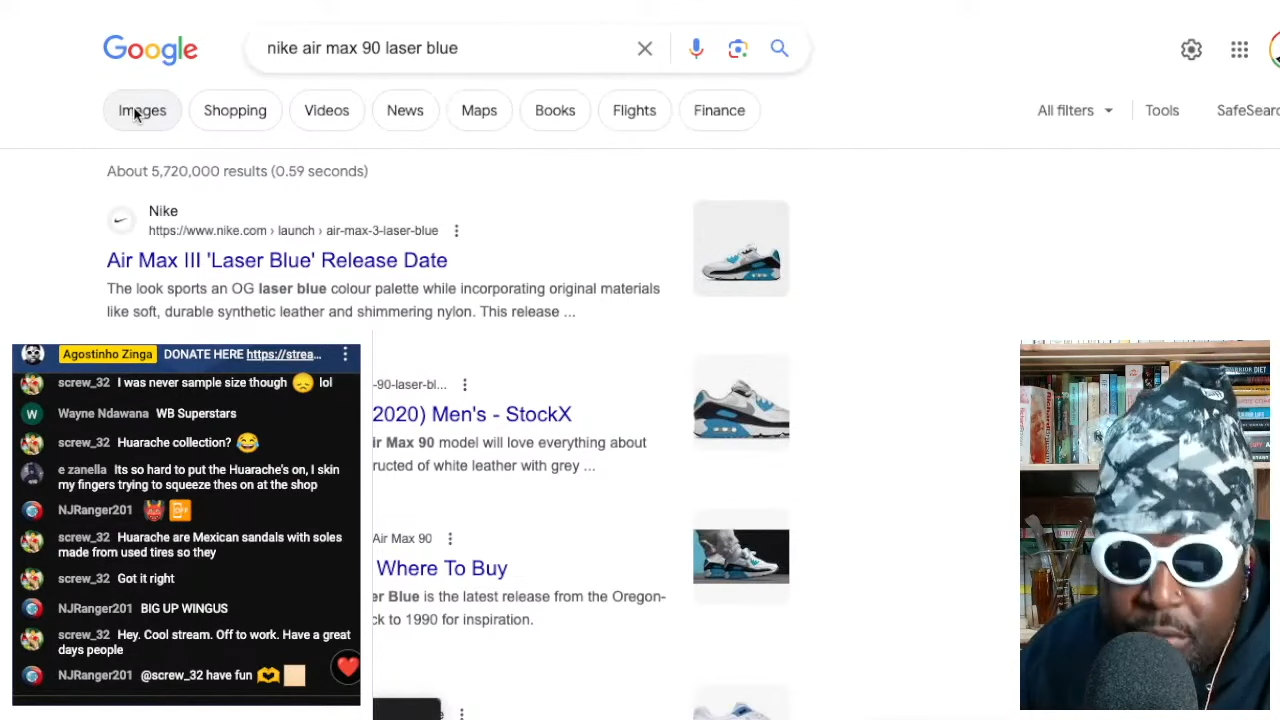 Google
nike air max 90 laser blue
Images
Shopping
Videos
News
Maps
Books
Flights
Finance
All filters
Tools
SafeSearc
About 5,720,000 results (0.59 seconds)
Nike
https://www.nike.com › launch › air-max-3-laser-blue
Air Max III 'Laser Blue' Release Date
The look sports an OG laser blue colour palette while incorporating original materials
like soft, durable synthetic leather and shimmering nylon. This release ...
-90-laser-bl...
2020) Men's - StockX
ir Max 90 model will love everything about
ructed of white leather with grey ...
Air Max 90
Where To Buy
er Blue is the latest release from the Oregon-
ck to 1990 for inspiration.
Agostinho Zinga DONATE HERE https://strea...
screw_32 I was never sample size though 😞 lol
W Wayne Ndawana WB Superstars
screw_32 Huarache collection? 😂
e zanella Its so hard to put the Huarache's on, I skin
my fingers trying to squeeze thes on at the shop
NJRanger201 👹 📴
screw_32 Huarache are Mexican sandals with soles
made from used tires so they
screw_32 Got it right
NJRanger201 BIG UP WINGUS
screw_32 Hey. Cool stream. Off to work. Have a great
days people
NJRanger201 @screw_32 have fun
DIET